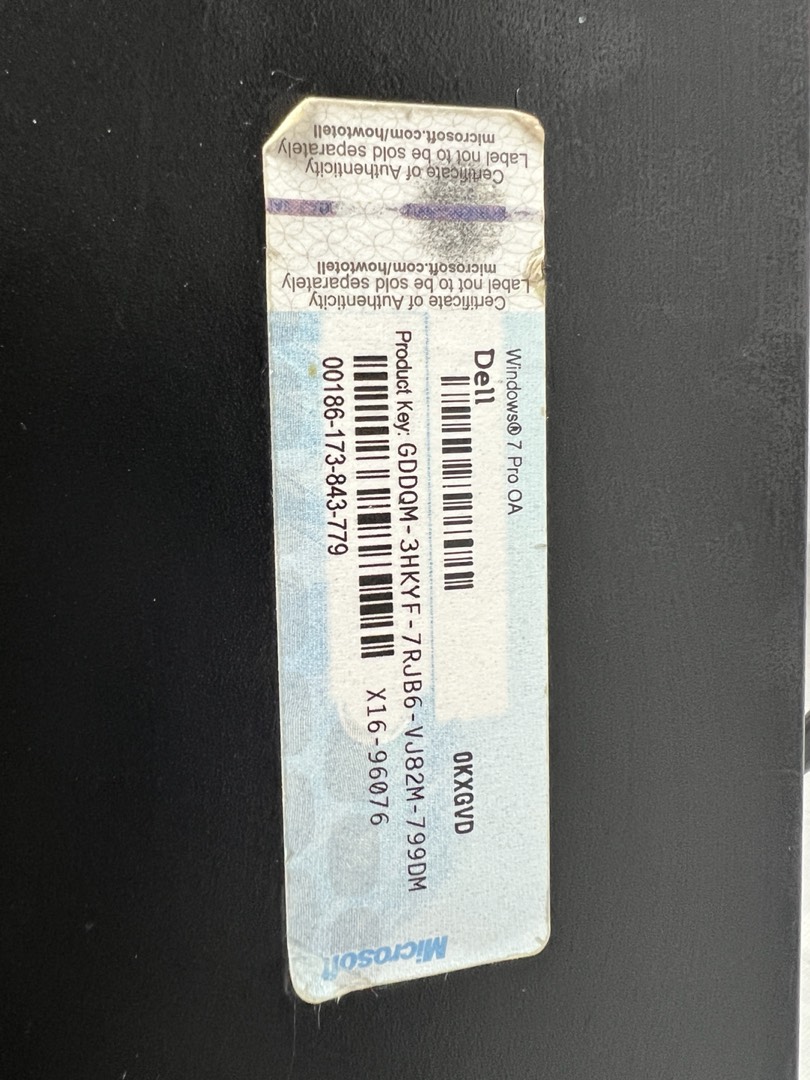 Certificate of Authenticity
Label not to be sold separately
microsoft.com/howtotell
Certificate of Authenticity
Label not to be sold separately
microsoft.com/howtotell
Windows® 7 Pro OA
Dell
0KXGVD
Product Key: GDDQM-3HKYF-7RJB6-VJ82M-799DM
X16-96076
00186-173-843-779
Microsoft